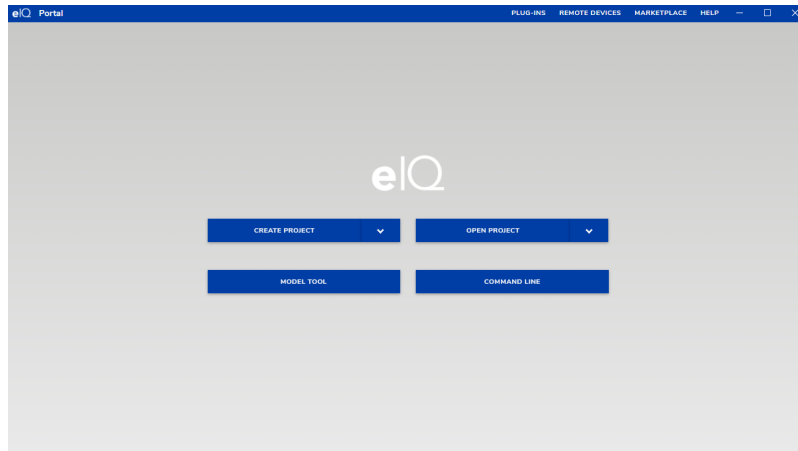 eIQ Portal PLUG-INS REMOTE DEVICES MARKETPLACE HELP
eIQ
CREATE PROJECT OPEN PROJECT
MODEL TOOL COMMAND LINE